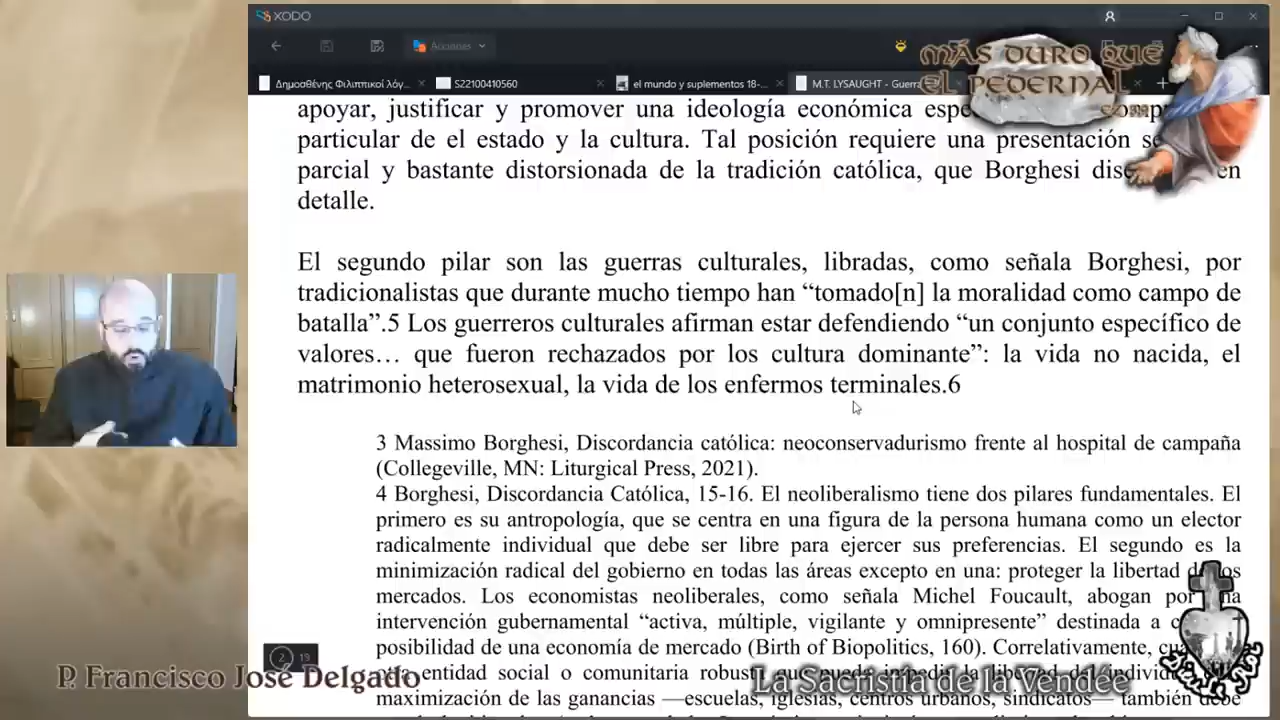 XODO
Acciones
Δημοσθένης Φιλιππικοί λόγ...
S22100410560
el mundo y suplementos 18-...
M.T. LYSAUGHT - Guerra
MÁS DURO QUE
EL PEDERNAL
apoyar, justificar y promover una ideología económica
particular de el estado y la cultura. Tal posición requiere una presentación
parcial y bastante distorsionada de la tradición católica, que Borghesi en
detalle.
El segundo pilar son las guerras culturales, libradas, como señala Borghesi, por
tradicionalistas que durante mucho tiempo han “tomado[n] la moralidad como campo de
batalla”.5 Los guerreros culturales afirman estar defendiendo “un conjunto específico de
valores… que fueron rechazados por los cultura dominante”: la vida no nacida, el
matrimonio heterosexual, la vida de los enfermos terminales.6
3 Massimo Borghesi, Discordancia católica: neoconservadurismo frente al hospital de campaña
(Collegeville, MN: Liturgical Press, 2021).
4 Borghesi, Discordancia Católica, 15-16. El neoliberalismo tiene dos pilares fundamentales. El
primero es su antropología, que se centra en una figura de la persona humana como un elector
radicalmente individual que debe ser libre para ejercer sus preferencias. El segundo es la
minimización radical del gobierno en todas las áreas excepto en una: proteger la libertad
mercados. Los economistas neoliberales, como señala Michel Foucault, abogan por
intervención gubernamental “activa, múltiple, vigilante y omnipresente” destinada a
posibilidad de una economía de mercado (Birth of Biopolitics, 160). Correlativamente,
entidad social o comunitaria
maximización de las ganancias —escuelas, iglesias, centros urbanos, sindicatos— también debe
2 19
P. Francisco José Delgado
La Sacristía de la Vendée